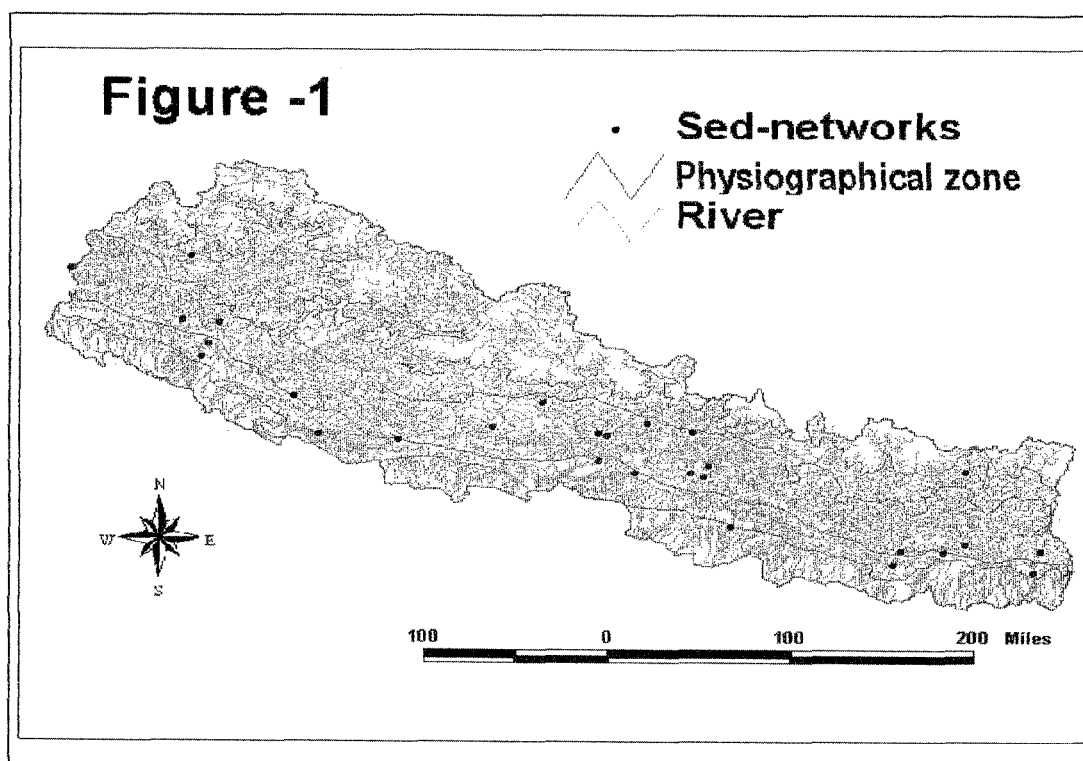 Figure -1
Sed-networks
Physiographical zone
River
N
W E
S
100 0 100 200 Miles